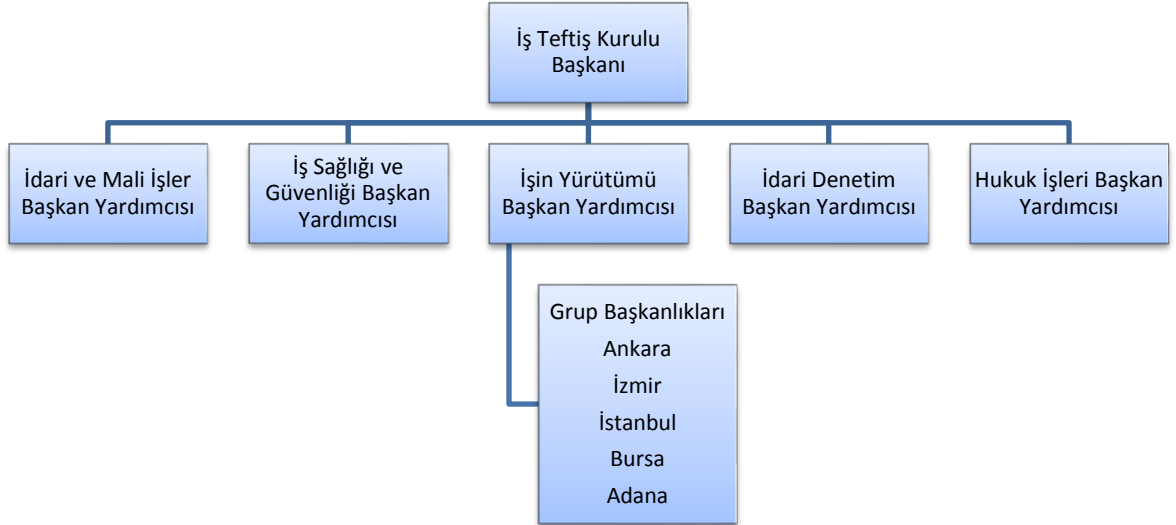 İş Teftiş Kurulu
Başkanı
İdari ve Mali İşler
Başkan Yardımcısı
İş Sağlığı ve
Güvenliği Başkan
Yardımcısı
İşin Yürütümü
Başkan Yardımcısı
İdari Denetim
Başkan Yardımcısı
Hukuk İşleri Başkan
Yardımcısı
Grup Başkanlıkları
Ankara
İzmir
İstanbul
Bursa
Adana